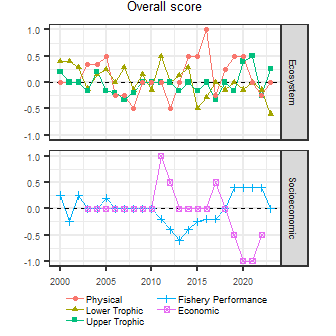 Overall score
1.0
0.5
0.0
-0.5
-1.0
Ecosystem
1.0
0.5
0.0
-0.5
-1.0
Socioeconomic
2000 2005 2010 2015 2020
Physical Fishery Performance
Lower Trophic Economic
Upper Trophic